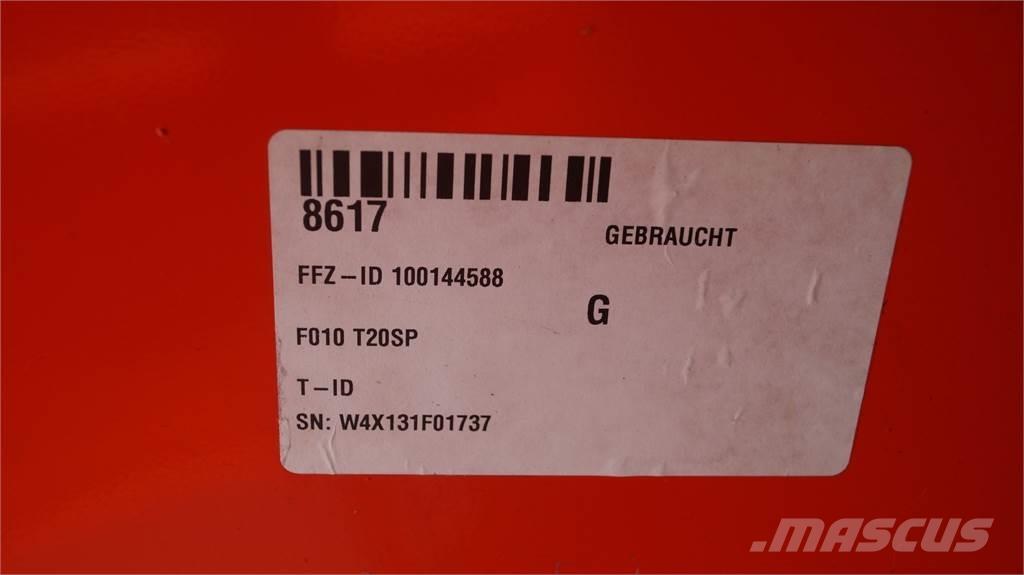 8617
GEBRAUCHT
FFZ-ID 100144588
G
F010 T20SP
T-ID
SN: W4X131F01737
.MASCUS